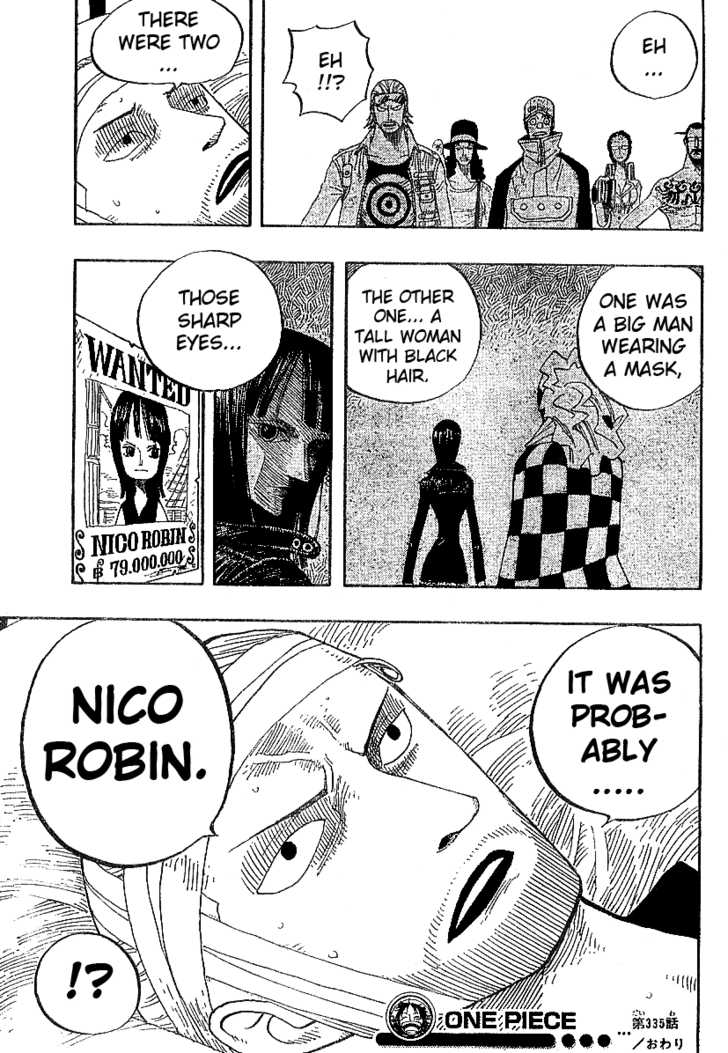 EH
...
EH
!!?
THERE
WERE TWO
...
ONE WAS
A BIG MAN
WEARING
A MASK,
THE OTHER
ONE... A
TALL WOMAN
WITH BLACK
HAIR.
THOSE
SHARP
EYES...
WANTED
NICO ROBIN
฿ 79.000.000
IT WAS
PROB-
ABLY
.....
NICO
ROBIN.
!?
ONE PIECE
...第335話
/おわり